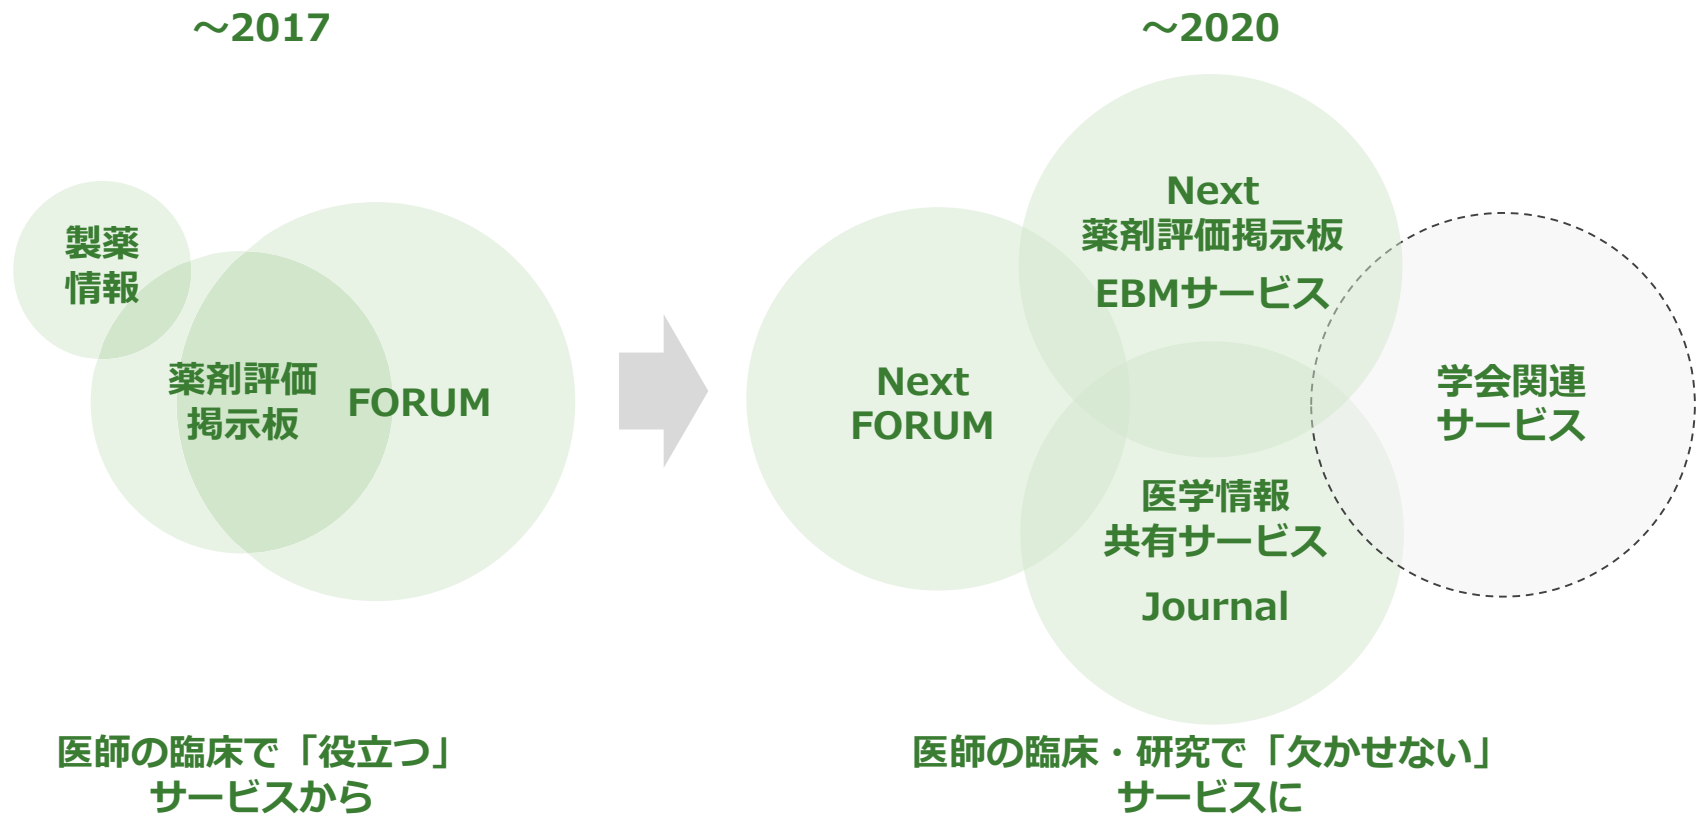 ～2017
製薬
情報
薬剤評価
掲示板
FORUM
医師の臨床で「役立つ」
サービスから
～2020
Next
薬剤評価掲示板
EBMサービス
Next
FORUM
学会関連
サービス
医学情報
共有サービス
Journal
医師の臨床・研究で「欠かせない」
サービスに